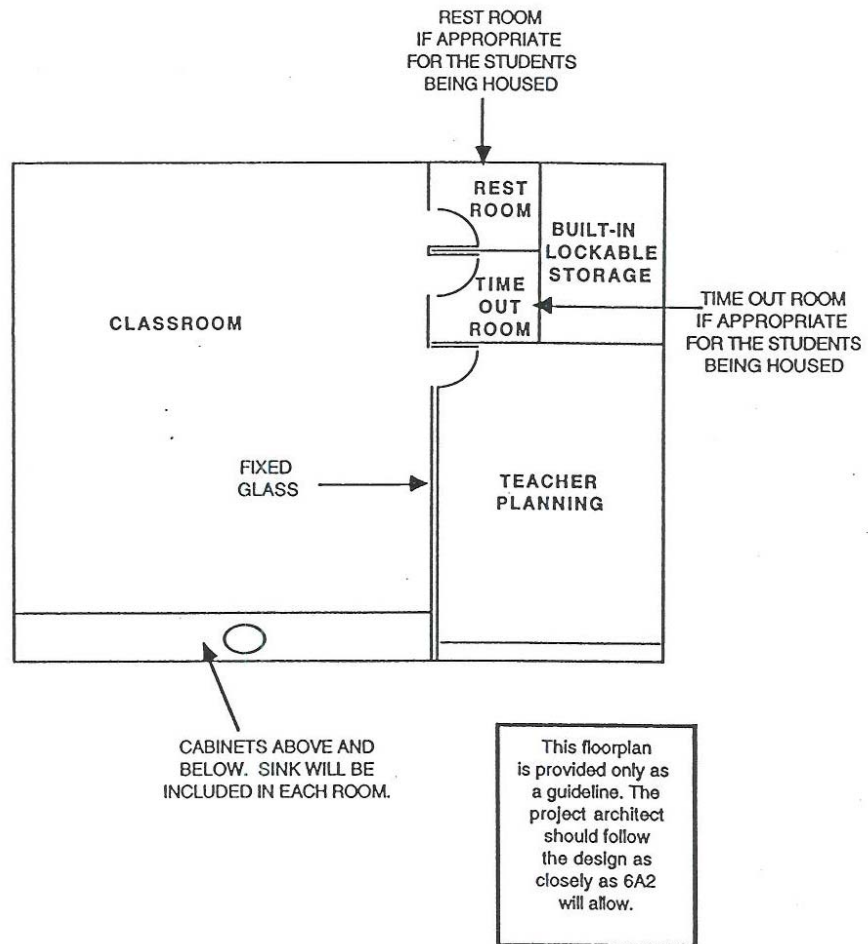 REST ROOM
IF APPROPRIATE
FOR THE STUDENTS
BEING HOUSED
REST
ROOM
BUILT-IN
LOCKABLE
STORAGE
TIME
OUT
ROOM
CLASSROOM
TIME OUT ROOM
IF APPROPRIATE
FOR THE STUDENTS
BEING HOUSED
FIXED
GLASS
TEACHER
PLANNING
CABINETS ABOVE AND
BELOW. SINK WILL BE
INCLUDED IN EACH ROOM.
This floorplan
is provided only as
a guideline. The
project architect
should follow
the design as
closely as 6A2
will allow.